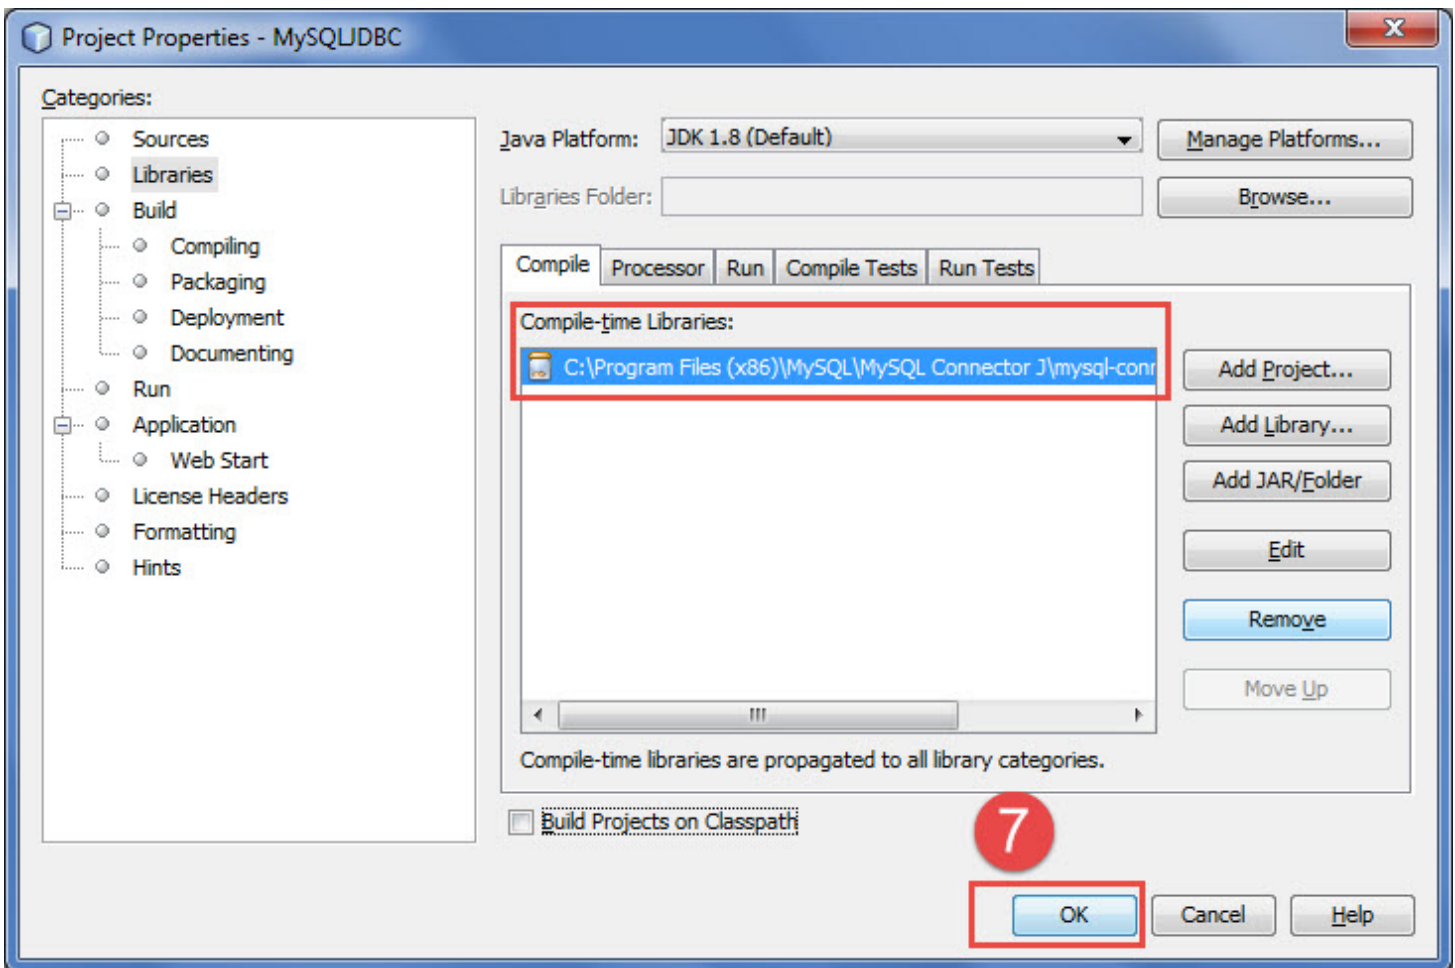 Project Properties - MySQLJDBC
X
Categories:
Sources
Libraries
Build
Compiling
Packaging
Deployment
Documenting
Run
Application
Web Start
License Headers
Formatting
Hints
Java Platform:
JDK 1.8 (Default)
Manage Platforms...
Libraries Folder:
Browse...
Compile
Processor
Run
Compile Tests
Run Tests
Compile-time Libraries:
C:\Program Files (x86)\MySQL\MySQL Connector J\mysql-conn
Add Project...
Add Library...
Add JAR/Folder
Edit
Remove
Move Up
Compile-time libraries are propagated to all library categories.
Build Projects on Classpath
7
OK
Cancel
Help